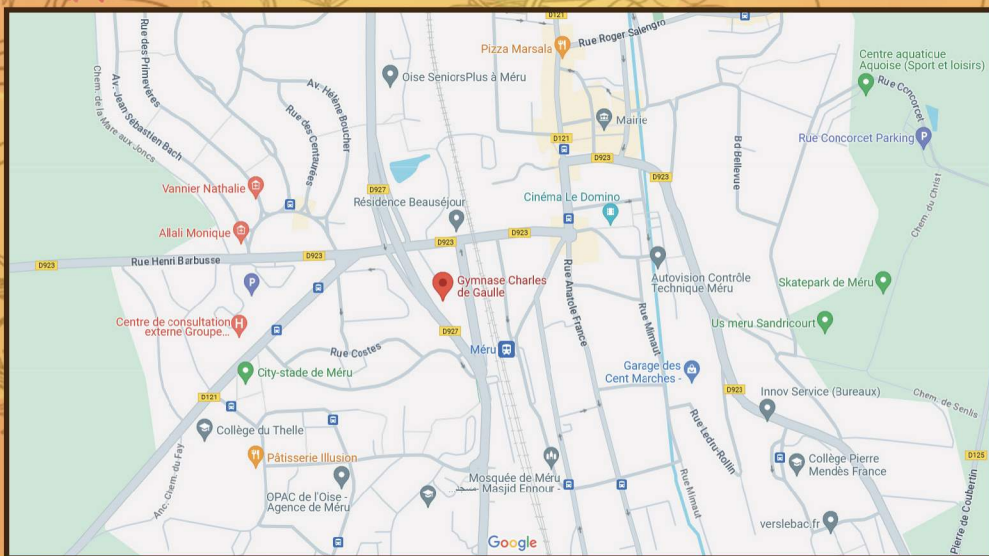 D121
Rue Roger Salengro
Pizza Marsala
Rue des Primevères
Centre aquaticue
Aquoise (Sport et loisirs)
Oise SeniorsPlus à Méru
Chem. de la Mare aux Joncs
Av. Jean Sébastien Bach
Av. Hélène Boucher
Rue des Centaurées
Rue Concorcet
Mairie
Rue Concorcet Parking
D121
D923
Bd Bellevue
D923
Vannier Nathalie
D927
Résidence Beauséjour
Cinéma Le Domino
Chem. du Christ
Allali Monique
D923
D923
D923
D923
Rue Henri Barbusse
Autovision Contrôle
Technique Méru
Gymnase Charles
de Gaulle
Rue Anatole France
Skatepark de Méru
Rue Mimaut
Centre de consultation
externe Groupe...
Us meru Sandricourt
D927
Rue Costes
Méru
City-stade de Méru
Garage des
Cent Marches -
D923
Innov Service (Bureaux)
D121
Chem. de Senlis
Collège du Thelle
Rue Ledru-Rollin
Anc. Chem. du Fay
Pâtisserie Illusion
Collège Pierre
Mendès France
D125
Mosquée de Méru
- Masjid Ennour -
OPAC de l'Oise -
Agence de Méru
Rue Mimaut
Pierre de Coubertin
verslebac.fr
Google